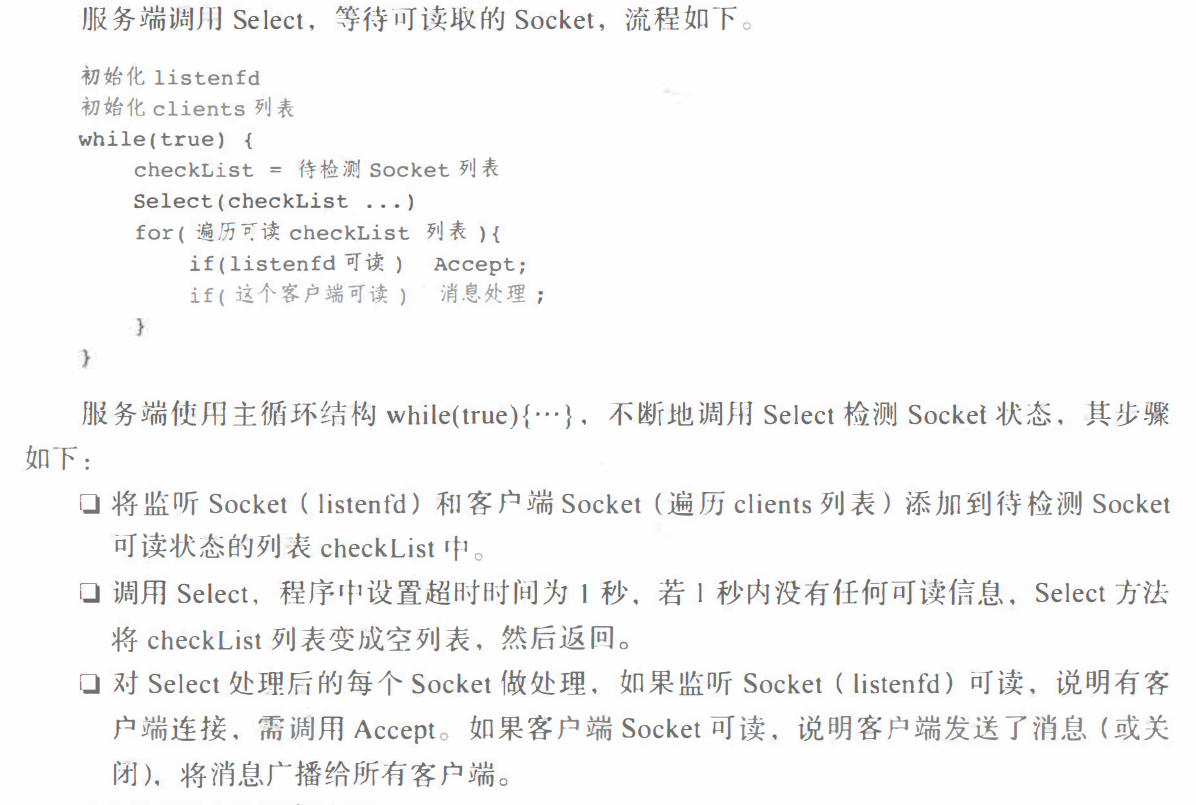 服务端调用 Select，等待可读取的 Socket，流程如下。
初始化 listenfd
初始化 clients 列表
while(true) {
    checkList = 待检测 Socket 列表
    Select(checkList ...)
    for( 遍历可读 checkList 列表 ){
        if(listenfd 可读 ) Accept;
        if( 这个客户端可读 ) 消息处理 ;
    }
}
服务端使用主循环结构 while(true){…}，不断地调用 Select 检测 Socket 状态，其步骤
如下：
❑ 将监听 Socket（listenfd）和客户端 Socket（遍历 clients 列表）添加到待检测 Socket
可读状态的列表 checkList 中。
❑ 调用 Select，程序中设置超时时间为 1 秒，若 1 秒内没有任何可读信息，Select 方法
将 checkList 列表变成空列表，然后返回。
❑ 对 Select 处理后的每个 Socket 做处理，如果监听 Socket（listenfd）可读，说明有客
户端连接，需调用 Accept。如果客户端 Socket 可读，说明客户端发送了消息（或关
闭），将消息广播给所有客户端。